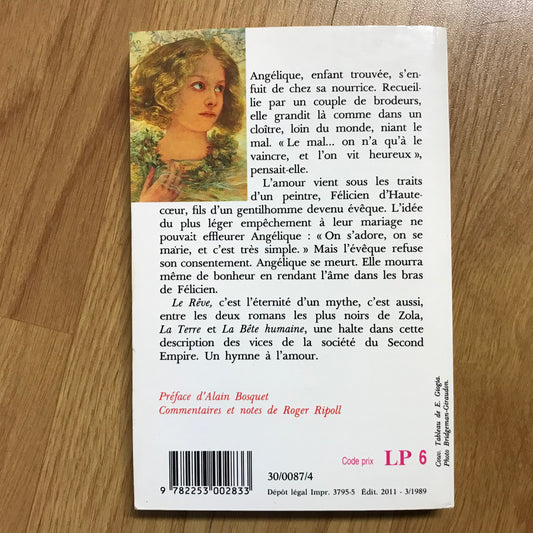 Angélique, enfant trouvée, s'en-
fuit de chez sa nourrice. Recueil-
lie par un couple de brodeurs,
elle grandit là comme dans un
cloître, loin du monde, niant le
mal. « Le mal... on n'a qu'à le
vaincre, et l'on vit heureux »,
pensait-elle.
L'amour vient sous les traits
d'un peintre, Félicien d'Haute-
cœur, fils d'un gentilhomme devenu évêque. L'idée
du plus léger empêchement à leur mariage ne
pouvait effleurer Angélique : « On s'adore, on se
marie, et c'est très simple. » Mais l'évêque refuse
son consentement. Angélique se meurt. Elle mourra
même de bonheur en rendant l'âme dans les bras
de Félicien.
Le Rêve, c'est l'éternité d'un mythe, c'est aussi,
entre les deux romans les plus noirs de Zola,
La Terre et La Bête humaine, une halte dans cette
description des vices de la société du Second
Empire. Un hymne à l'amour.
Préface d'Alain Bosquet
Commentaires et notes de Roger Ripoll
Couv. Tableau de E. Giogia.
Photo Bridgeman-Giraudon.
Code prix LP 6
9 782253 002833
30/0087/4
Dépôt légal Impr. 3795-5 Édit. 2011 - 3/1989